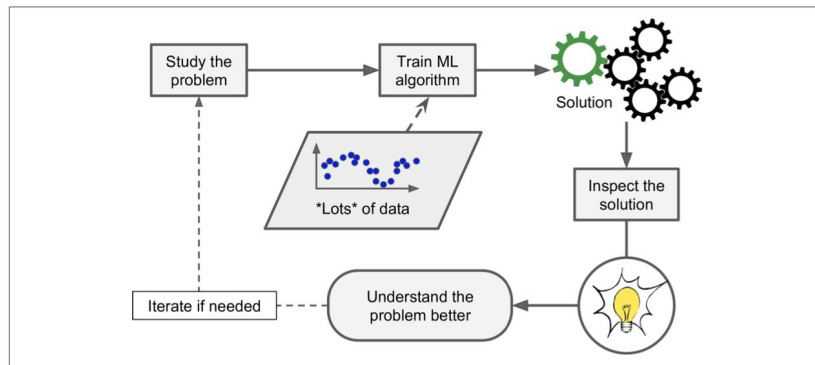 Study the
problem
Train ML
algorithm
Solution
*Lots* of data
Inspect the
solution
Understand the
problem better
Iterate if needed